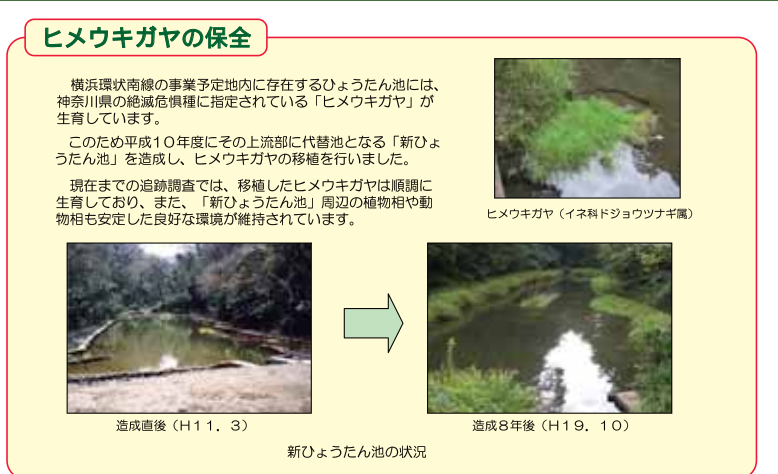 ヒメウキガヤの保全
横浜環状南線の事業予定地内に存在するひょうたん池には、
神奈川県の絶滅危惧種に指定されている「ヒメウキガヤ」が
生育しています。
このため平成１０年度にその上流部に代替池となる「新ひょ
うたん池」を造成し、ヒメウキガヤの移植を行いました。
現在までの追跡調査では、移植したヒメウキガヤは順調に
生育しており、また、「新ひょうたん池」周辺の植物相や動
物相も安定した良好な環境が維持されています。
ヒメウキガヤ（イネ科ドジョウツナギ属）
造成直後（Ｈ１１．３）
造成８年後（Ｈ１９．１０）
新ひょうたん池の状況